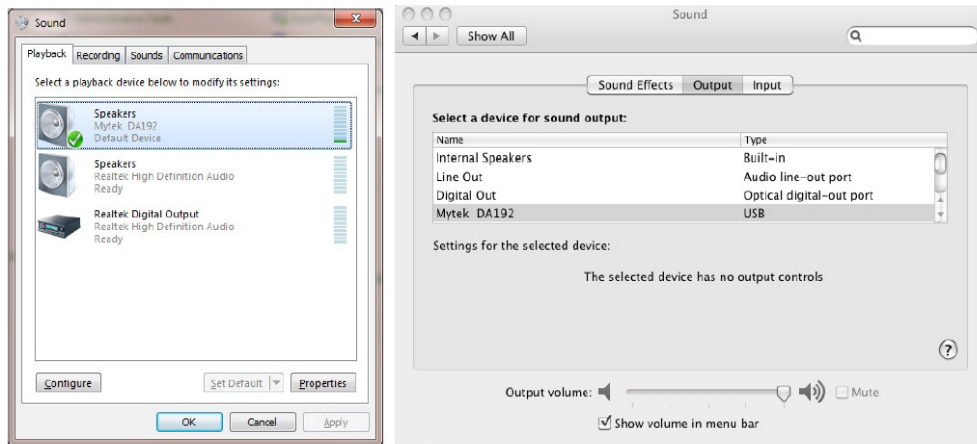 Sound
Playback Recording Sounds Communications
Select a playback device below to modify its settings:
Speakers
Mytek DA192
Default Device
Speakers
Realtek High Definition Audio
Ready
Realtek Digital Output
Realtek High Definition Audio
Ready
Configure Set Default Properties
OK Cancel Apply
Sound
Show All
Sound Effects Output Input
Select a device for sound output:
Name Type
Internal Speakers Built-in
Line Out Audio line-out port
Digital Out Optical digital-out port
Mytek DA192 USB
Settings for the selected device:
The selected device has no output controls
?
Output volume: Mute
Show volume in menu bar